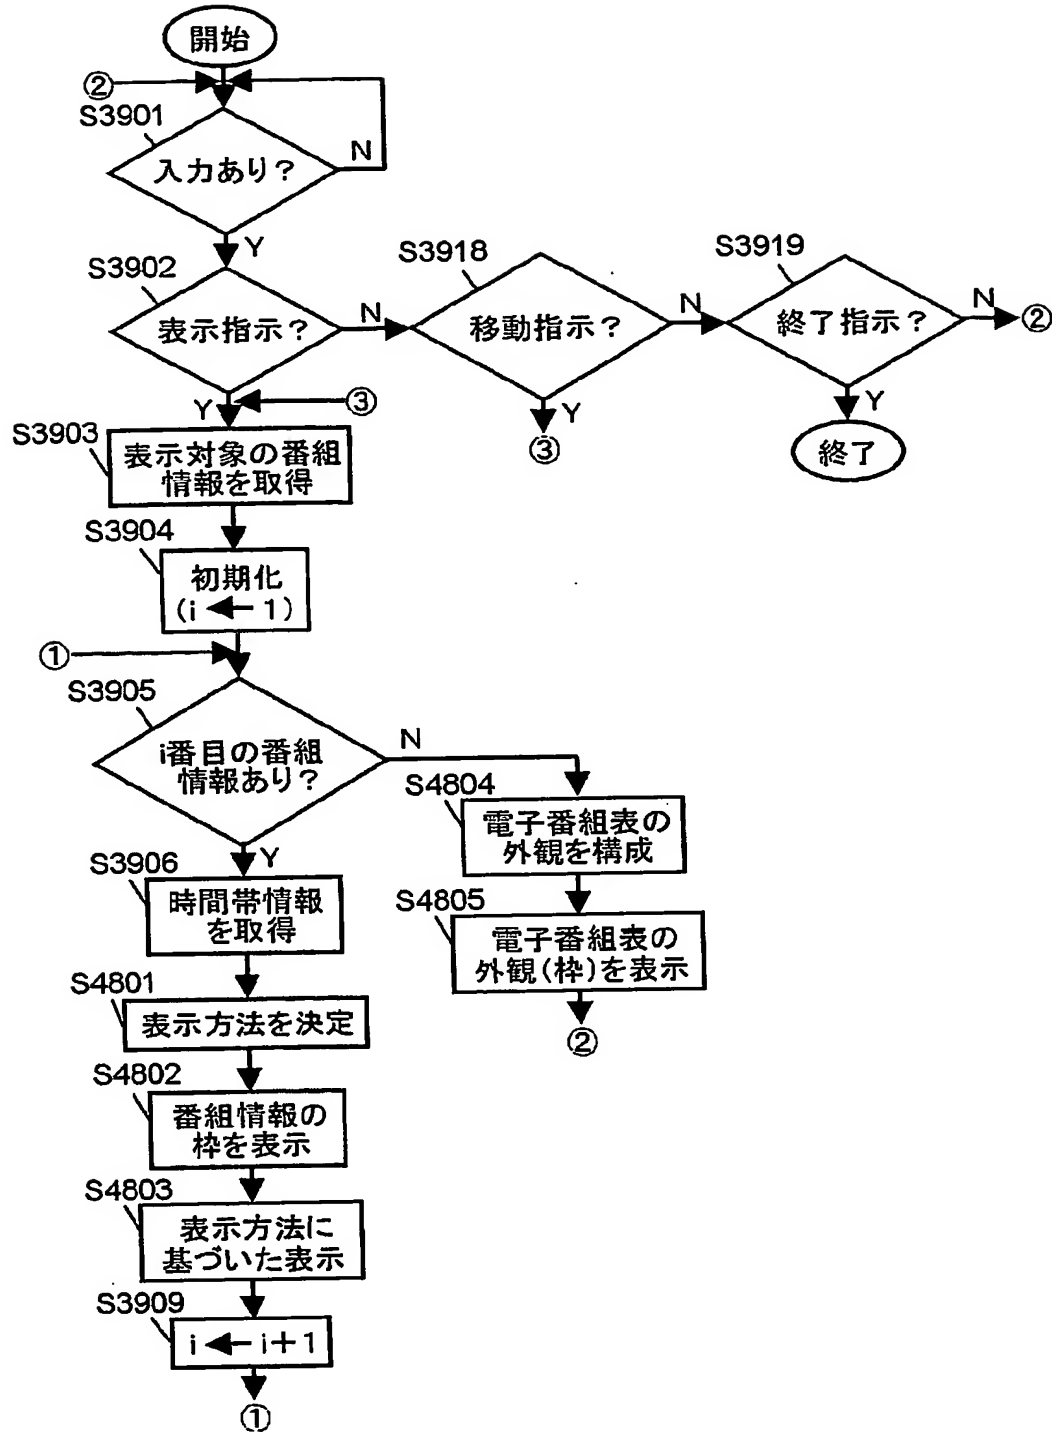 開始
②
S3901
入力あり?
N
Y
S3902
表示指示?
N
S3918
移動指示?
N
S3919
終了指示?
N
②
Y
③
Y
③
Y
終了
S3903
表示対象の番組
情報を取得
S3904
初期化
(i ← 1)
①
S3905
i番目の番組
情報あり?
N
Y
S4804
電子番組表の
外観を構成
S3906
時間帯情報
を取得
S4805
電子番組表の
外観(枠)を表示
②
S4801
表示方法を決定
S4802
番組情報の
枠を表示
S4803
表示方法に
基づいた表示
S3909
i ← i+1
①